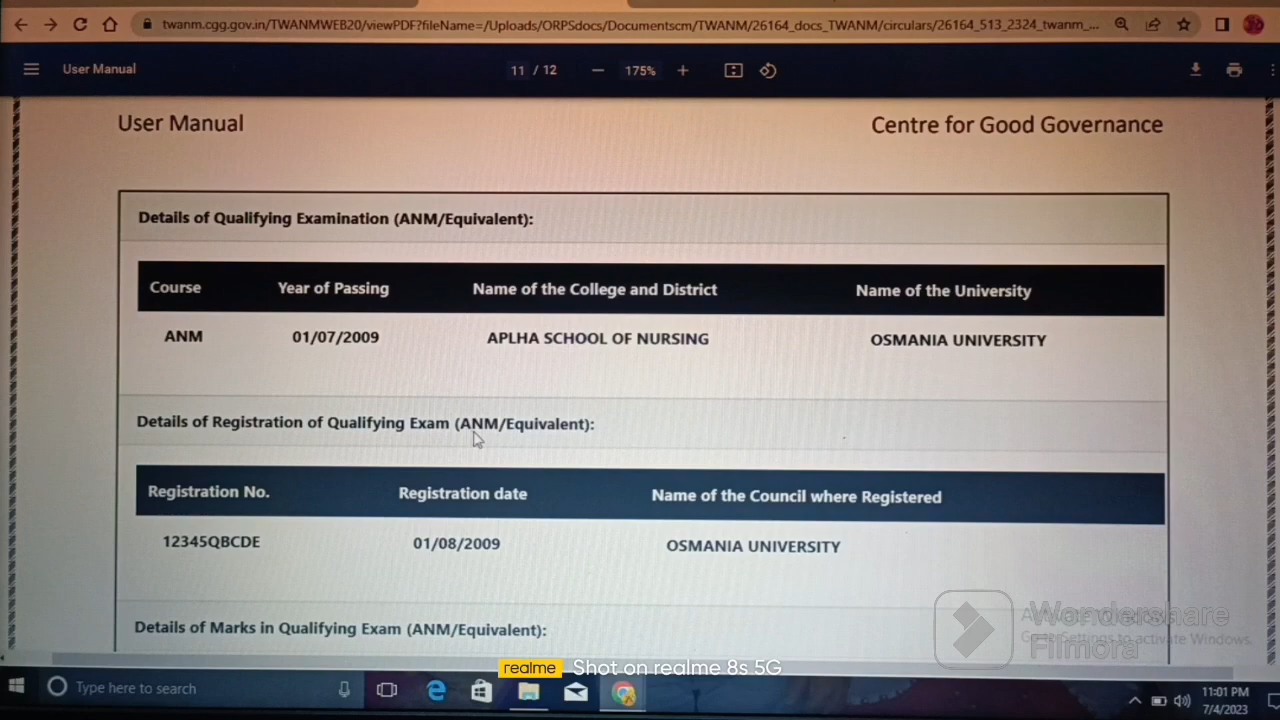 twanm.cgg.gov.in/TWANMWEB20/viewPDF?fileName=/Uploads/ORPSdocs/Documentscm/TWANM/26164_docs_TWANM/circulars/26164_513_2324_twanm_...
User Manual
11 / 12
175%
User Manual
Centre for Good Governance
Details of Qualifying Examination (ANM/Equivalent):
Course Year of Passing Name of the College and District Name of the University
ANM 01/07/2009 APLHA SCHOOL OF NURSING OSMANIA UNIVERSITY
Details of Registration of Qualifying Exam (ANM/Equivalent):
Registration No. Registration date Name of the Council where Registered
12345QBCDE 01/08/2009 OSMANIA UNIVERSITY
Details of Marks in Qualifying Exam (ANM/Equivalent):
Wondershare
Filmora
Settings to activate Windows.
realme Shot on realme 8s 5G
Type here to search
11:01 PM
7/4/2023